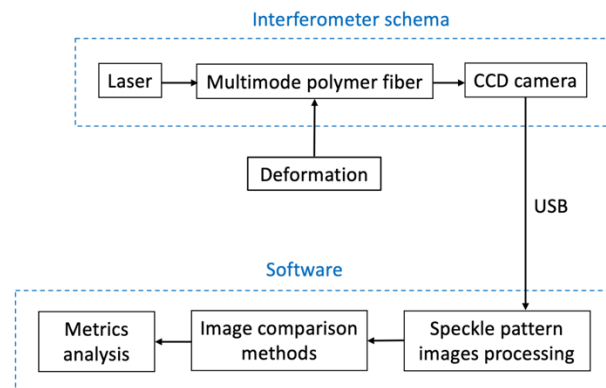 Interferometer schema
Laser
Multimode polymer fiber
CCD camera
Deformation
USB
Software
Metrics
analysis
Image comparison
methods
Speckle pattern
images processing